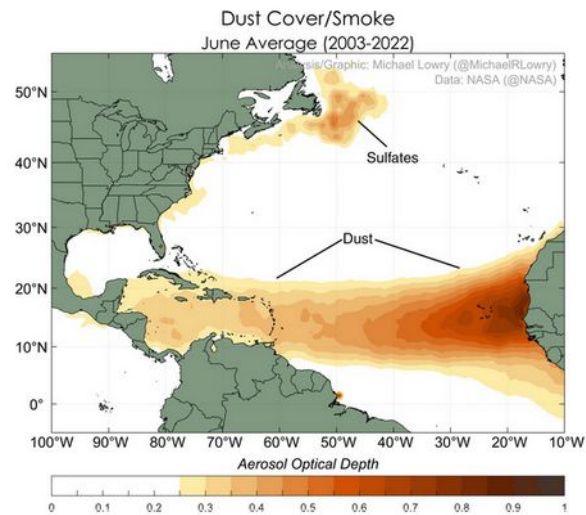 Dust Cover/Smoke
June Average (2003-2022)
Analysis/Graphic: Michael Lowry (@MichaelRLowry)
Data: NASA (@NASA)
50°N
40°N
30°N
20°N
10°N
0°
Sulfates
Dust
100°W 90°W 80°W 70°W 60°W 50°W 40°W 30°W 20°W 10°W
Aerosol Optical Depth
0 0.1 0.2 0.3 0.4 0.5 0.6 0.7 0.8 0.9 1